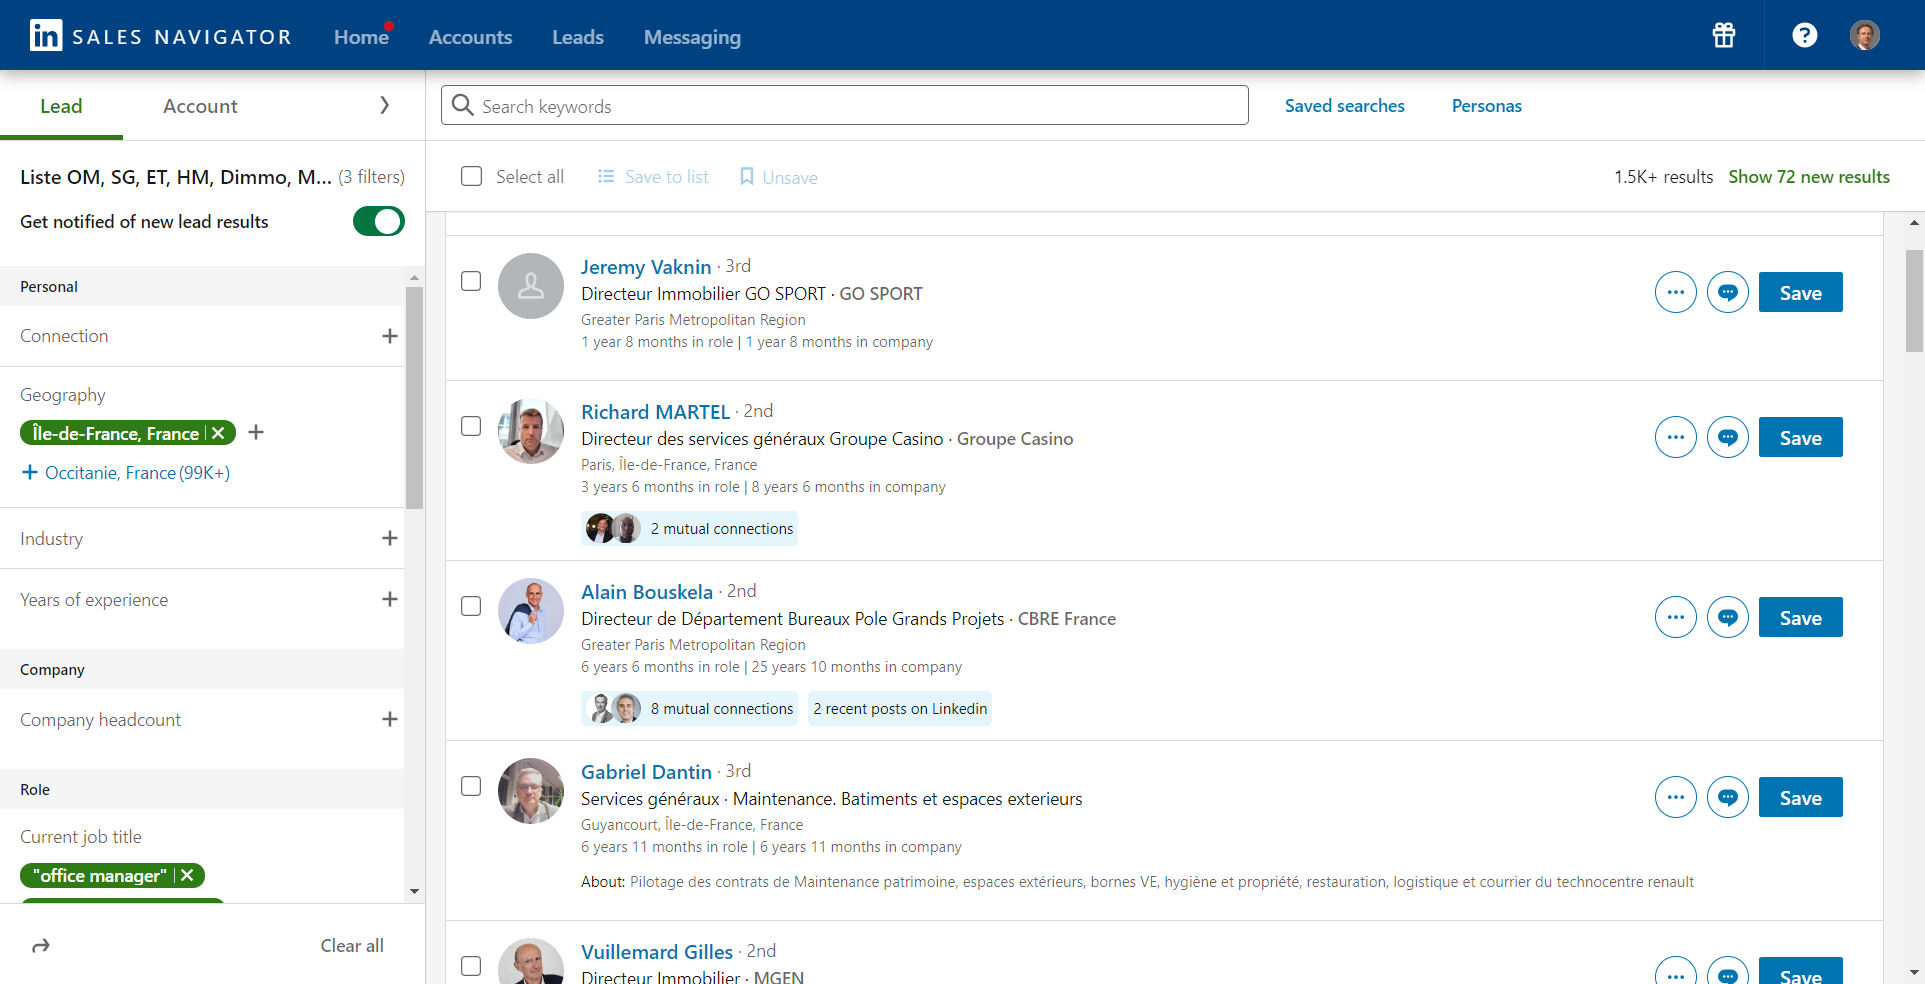 in SALES NAVIGATOR Home Accounts Leads Messaging
Lead Account
Search keywords
Saved searches Personas
Liste OM, SG, ET, HM, Dimmo, M... (3 filters)
Get notified of new lead results
Select all Save to list Unsave
1.5K+ results Show 72 new results
Personal
Connection
Geography
Île-de-France, France
Occitanie, France (99K+)
Industry
Years of experience
Company
Company headcount
Role
Current job title
"office manager"
Clear all
Jeremy Vaknin · 3rd
Directeur Immobilier GO SPORT · GO SPORT
Greater Paris Metropolitan Region
1 year 8 months in role | 1 year 8 months in company
Save
Richard MARTEL · 2nd
Directeur des services généraux Groupe Casino · Groupe Casino
Paris, Île-de-France, France
3 years 6 months in role | 8 years 6 months in company
2 mutual connections
Save
Alain Bouskela · 2nd
Directeur de Département Bureaux Pole Grands Projets · CBRE France
Greater Paris Metropolitan Region
6 years 6 months in role | 25 years 10 months in company
8 mutual connections
2 recent posts on Linkedin
Save
Gabriel Dantin · 3rd
Services généraux · Maintenance. Batiments et espaces exterieurs
Guyancourt, Île-de-France, France
6 years 11 months in role | 6 years 11 months in company
About: Pilotage des contrats de Maintenance patrimoine, espaces extérieurs, bornes VE, hygiène et propriété, restauration, logistique et courrier du technocentre renault
Save
Vuillemard Gilles · 2nd
Directeur Immobilier · MGEN
Save